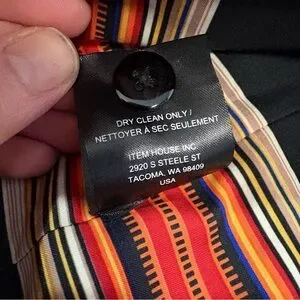 DRY CLEAN ONLY /
NETTOYER À SEC SEULEMENT
ITEM HOUSE INC.
2920 S STEELE ST
TACOMA, WA 98409
USA